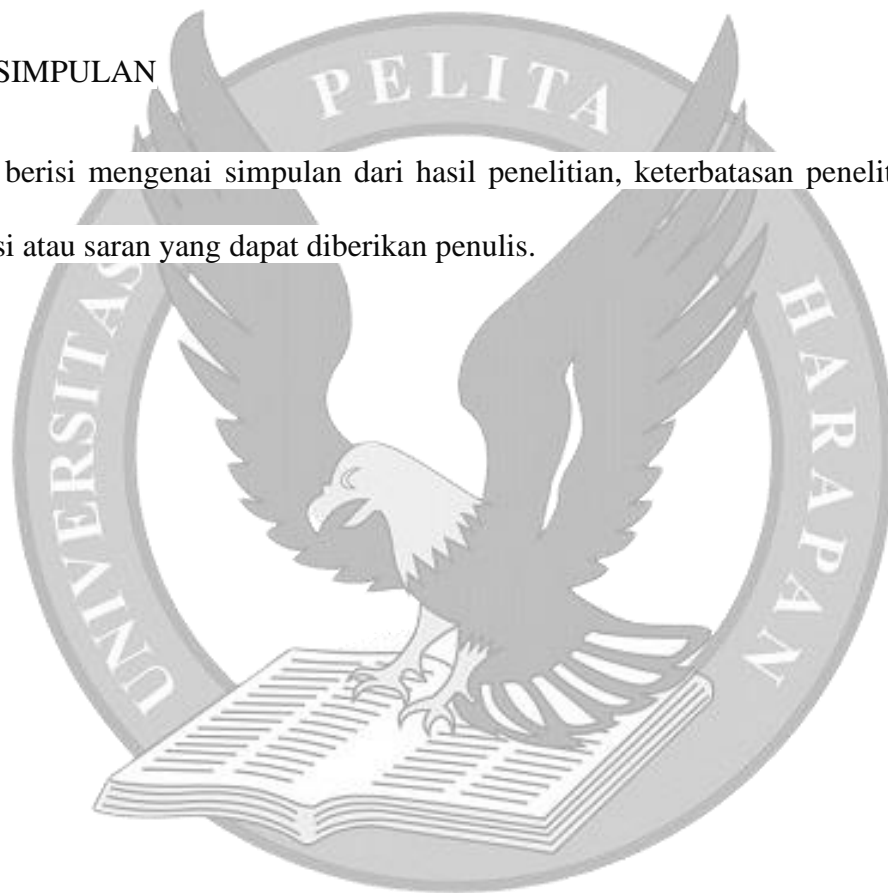 SIMPULAN
berisi mengenai simpulan dari hasil penelitian, keterbatasan penelit
si atau saran yang dapat diberikan penulis.
UNIVERSITAS PELITA HARAPAN